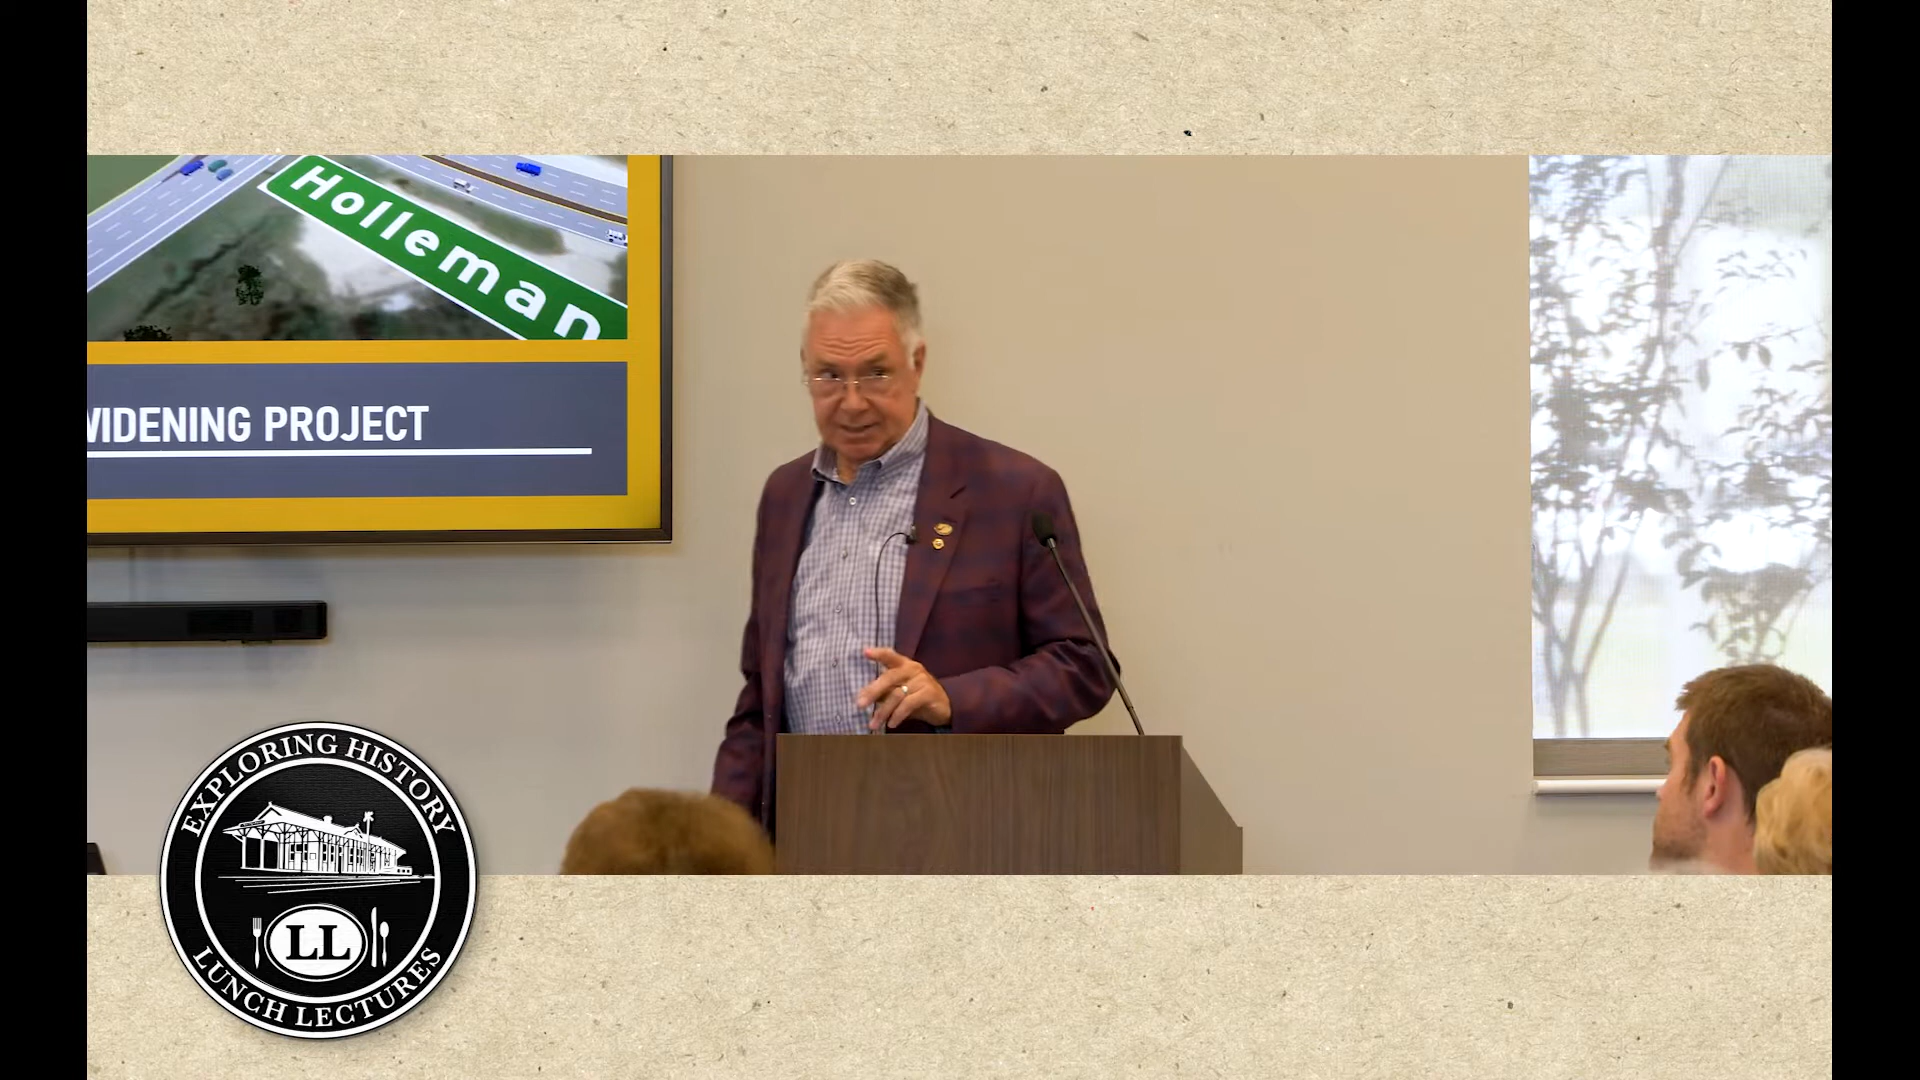 Holleman
WIDENING PROJECT
EXPLORING HISTORY
LL
LUNCH LECTURES